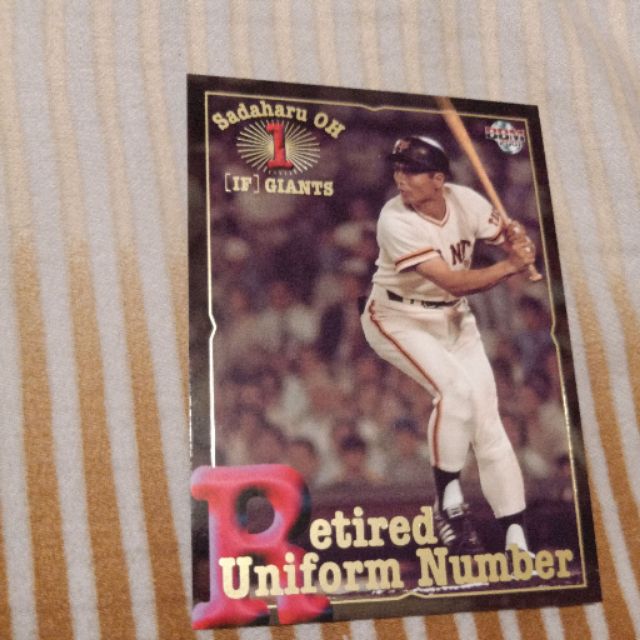 Sadaharu OH
1
[IF] GIANTS
Retired
Uniform Number